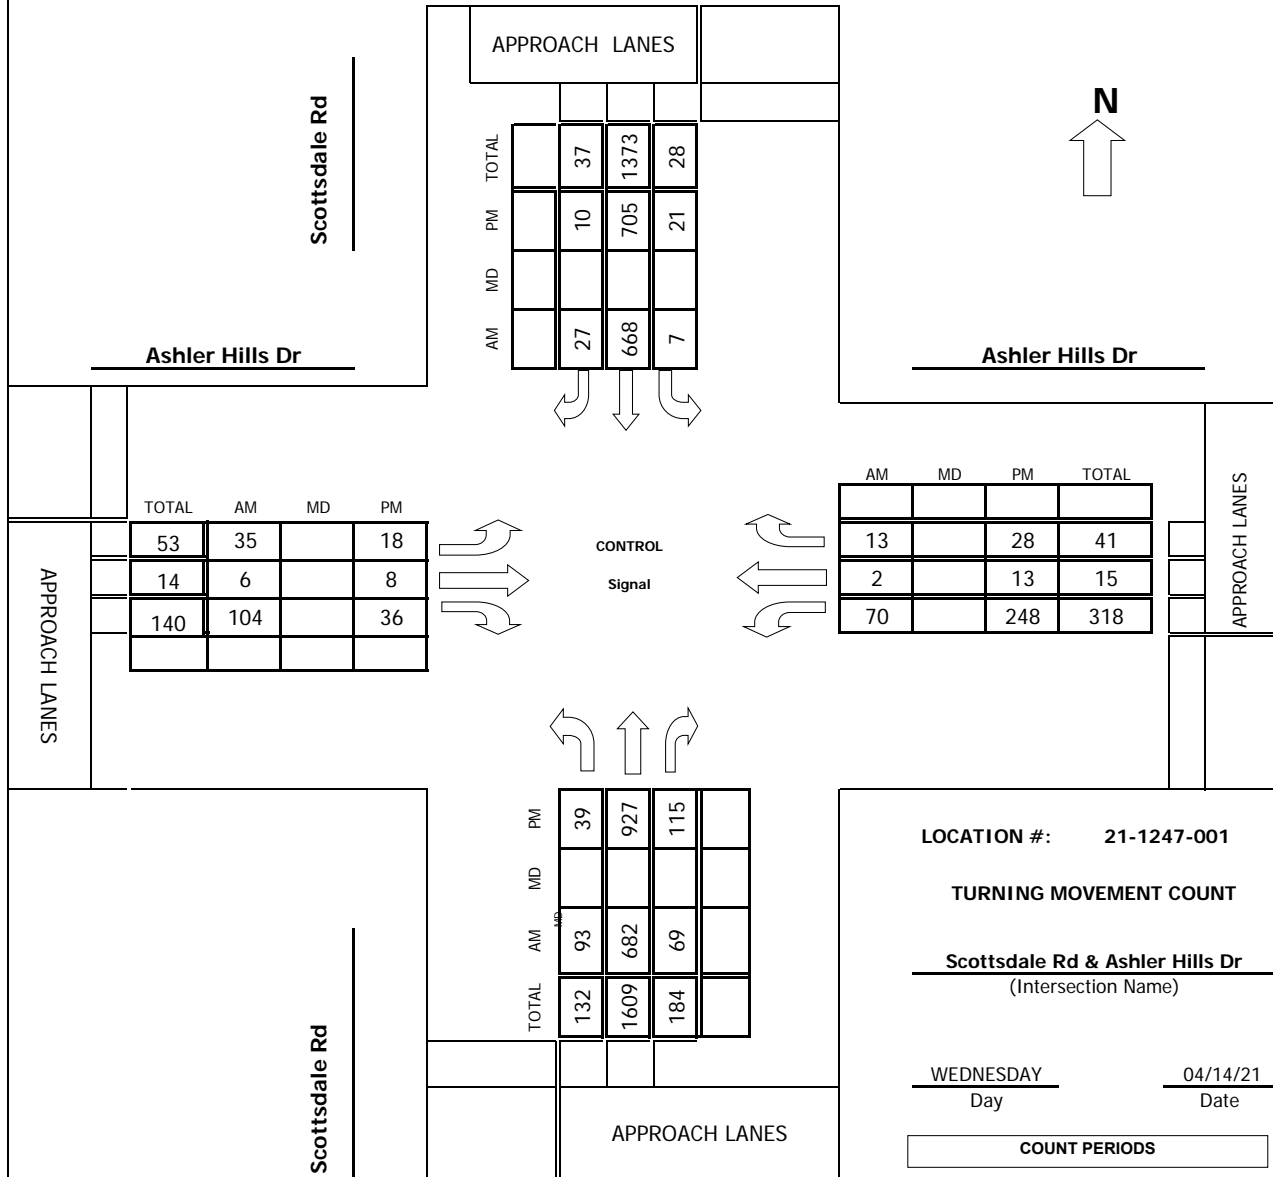 APPROACH LANES
N
Scottsdale Rd
TOTAL 37 1373 28
PM 10 705 21
MD
AM 27 668 7
Ashler Hills Dr
Ashler Hills Dr
TOTAL AM MD PM
53 35 18
14 6 8
140 104 36
APPROACH LANES
CONTROL
Signal
AM MD PM TOTAL
13 28 41
2 13 15
70 248 318
APPROACH LANES
PM 39 927 115
MD
MD
AM 93 682 69
TOTAL 132 1609 184
Scottsdale Rd
APPROACH LANES
LOCATION #: 21-1247-001
TURNING MOVEMENT COUNT
Scottsdale Rd & Ashler Hills Dr
(Intersection Name)
WEDNESDAY 04/14/21
Day Date
COUNT PERIODS